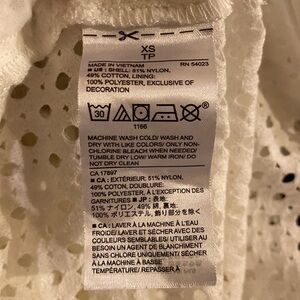 XS
TP
MADE IN VIETNAM RN 54023
■ US : SHELL: 51% NYLON,
49% COTTON, LINING:
100% POLYESTER, EXCLUSIVE OF
DECORATION
30
1166
MACHINE WASH COLD/ WASH AND
DRY WITH LIKE COLORS/ ONLY NON-
CHLORINE BLEACH WHEN NEEDED/
TUMBLE DRY LOW/ WARM IRON/ DO
NOT DRY CLEAN
CA 17897
■ CA : EXTÉRIEUR: 51% NYLON,
49% COTON, DOUBLURE:
100% POLYESTER, À L'EXCEPTION DES
GARNITURES ■ JP : 表地:
51% ナイロン, 49% 綿, 裏地:
100% ポリエステル, 飾り部分を除く
■ CA : LAVER À LA MACHINE À L'EAU
FROIDE/ LAVER ET SÉCHER AVEC DES
COULEURS SEMBLABLES/ UTILISER AU
BESOIN UN AGENT DE BLANCHIMENT
SANS CHLORE UNIQUEMENT/ SÉCHER
À LA MACHINE À BASSE
TEMPÉRATURE/ REPASSER À